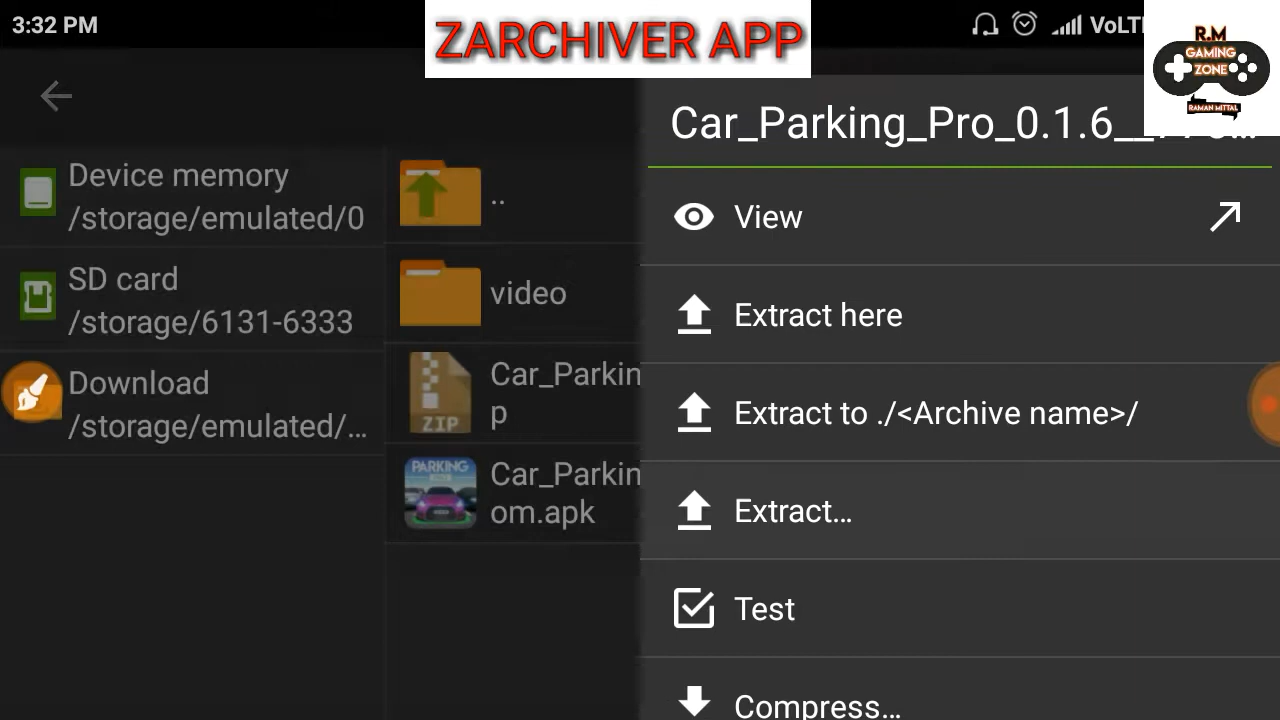 3:32 PM
ZARCHIVER APP
R.M
GAMING
ZONE
RAMAN MITTAL
Car_Parking_Pro_0.1.6__
Device memory
/storage/emulated/0
SD card
/storage/6131-6333
Download
/storage/emulated/...
..
video
Car_Parkin
p
ZIP
PARKING
Car_Parkin
om.apk
View
Extract here
Extract to ./<Archive name>/
Extract...
Test
Compress...